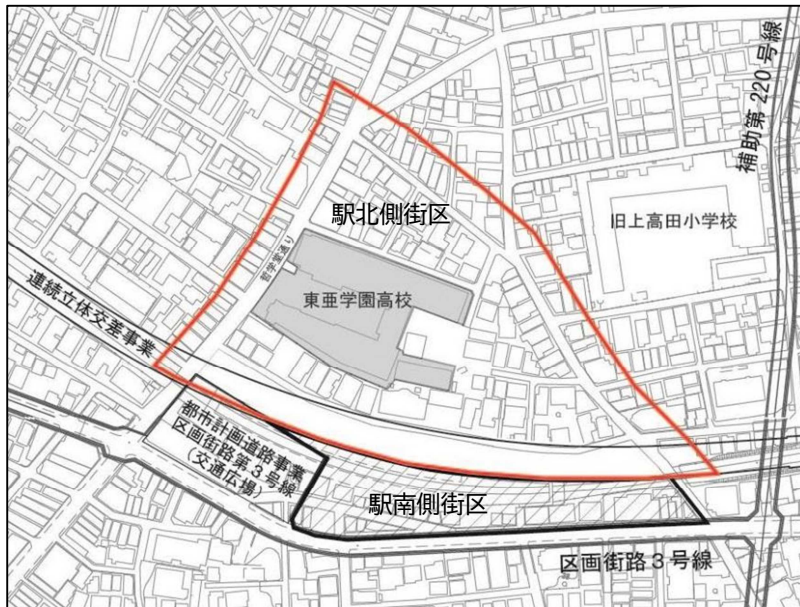 補助第220号線
駅北側街区
旧上高田小学校
哲学堂通り
東亜学園高校
連続立体交差事業
都市計画道路事業
区画街路第3号線
(交通広場)
駅南側街区
区画街路3号線